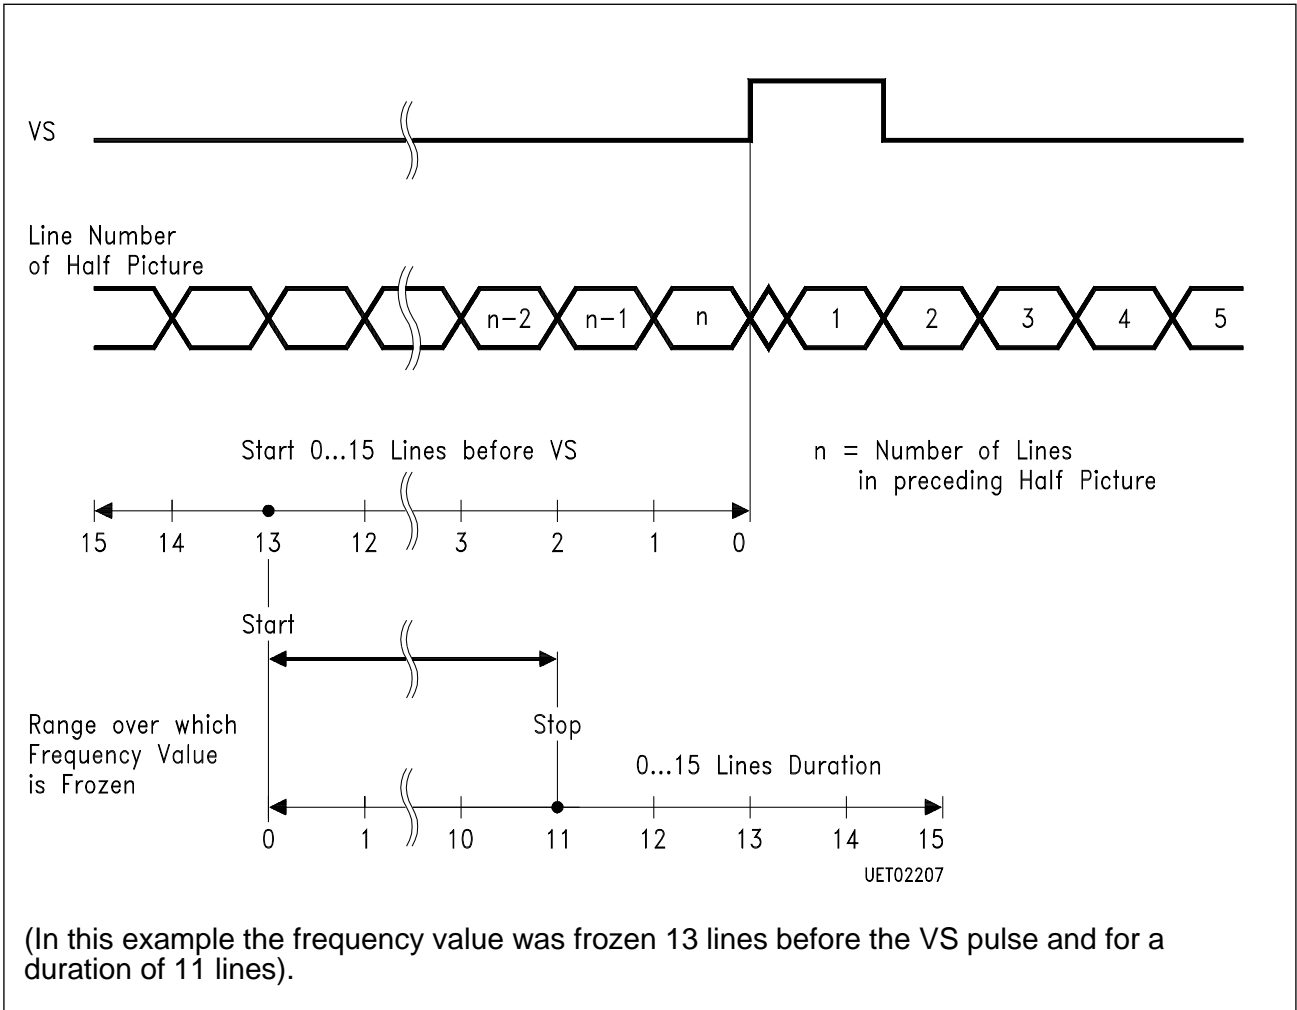 VS
Line Number
of Half Picture
n-2 n-1 n 1 2 3 4 5
Start 0...15 Lines before VS
n = Number of Lines
in preceding Half Picture
15 14 13 12 3 2 1 0
Start
Range over which
Frequency Value
is Frozen
Stop
0...15 Lines Duration
0 1 10 11 12 13 14 15
UET02207
(In this example the frequency value was frozen 13 lines before the VS pulse and for a
duration of 11 lines).